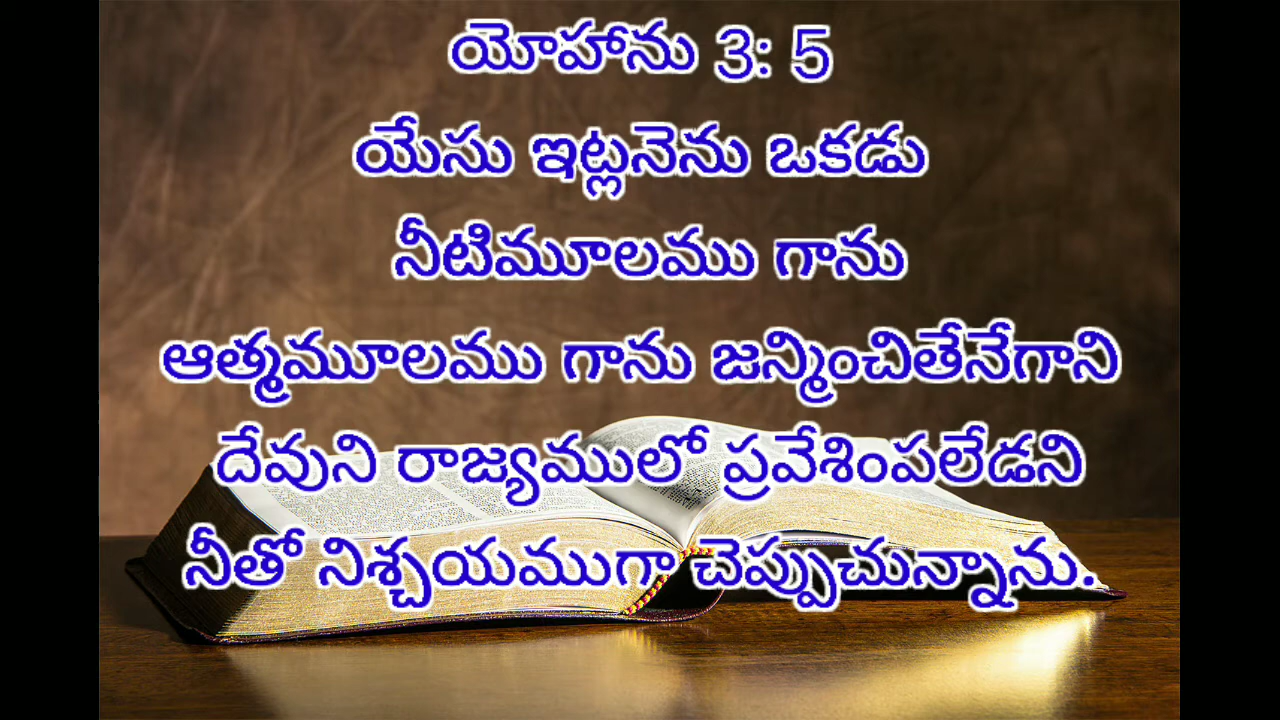 యోహాను 3: 5
యేసు ఇట్లనెను ఒకడు
నీటిమూలము గాను
ఆత్మమూలము గాను జన్మించితేనేగాని
దేవుని రాజ్యములో ప్రవేశింపలేడని
నీతో నిశ్చయముగా చెప్పుచున్నాను.